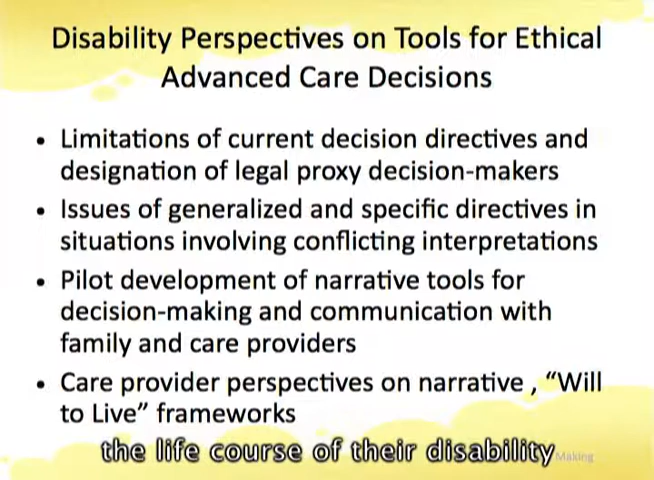 Disability Perspectives on Tools for Ethical
Advanced Care Decisions
• Limitations of current decision directives and
designation of legal proxy decision-makers
• Issues of generalized and specific directives in
situations involving conflicting interpretations
• Pilot development of narrative tools for
decision-making and communication with
family and care providers
• Care provider perspectives on narrative , “Will
to Live” frameworks
the life course of their disability
Making